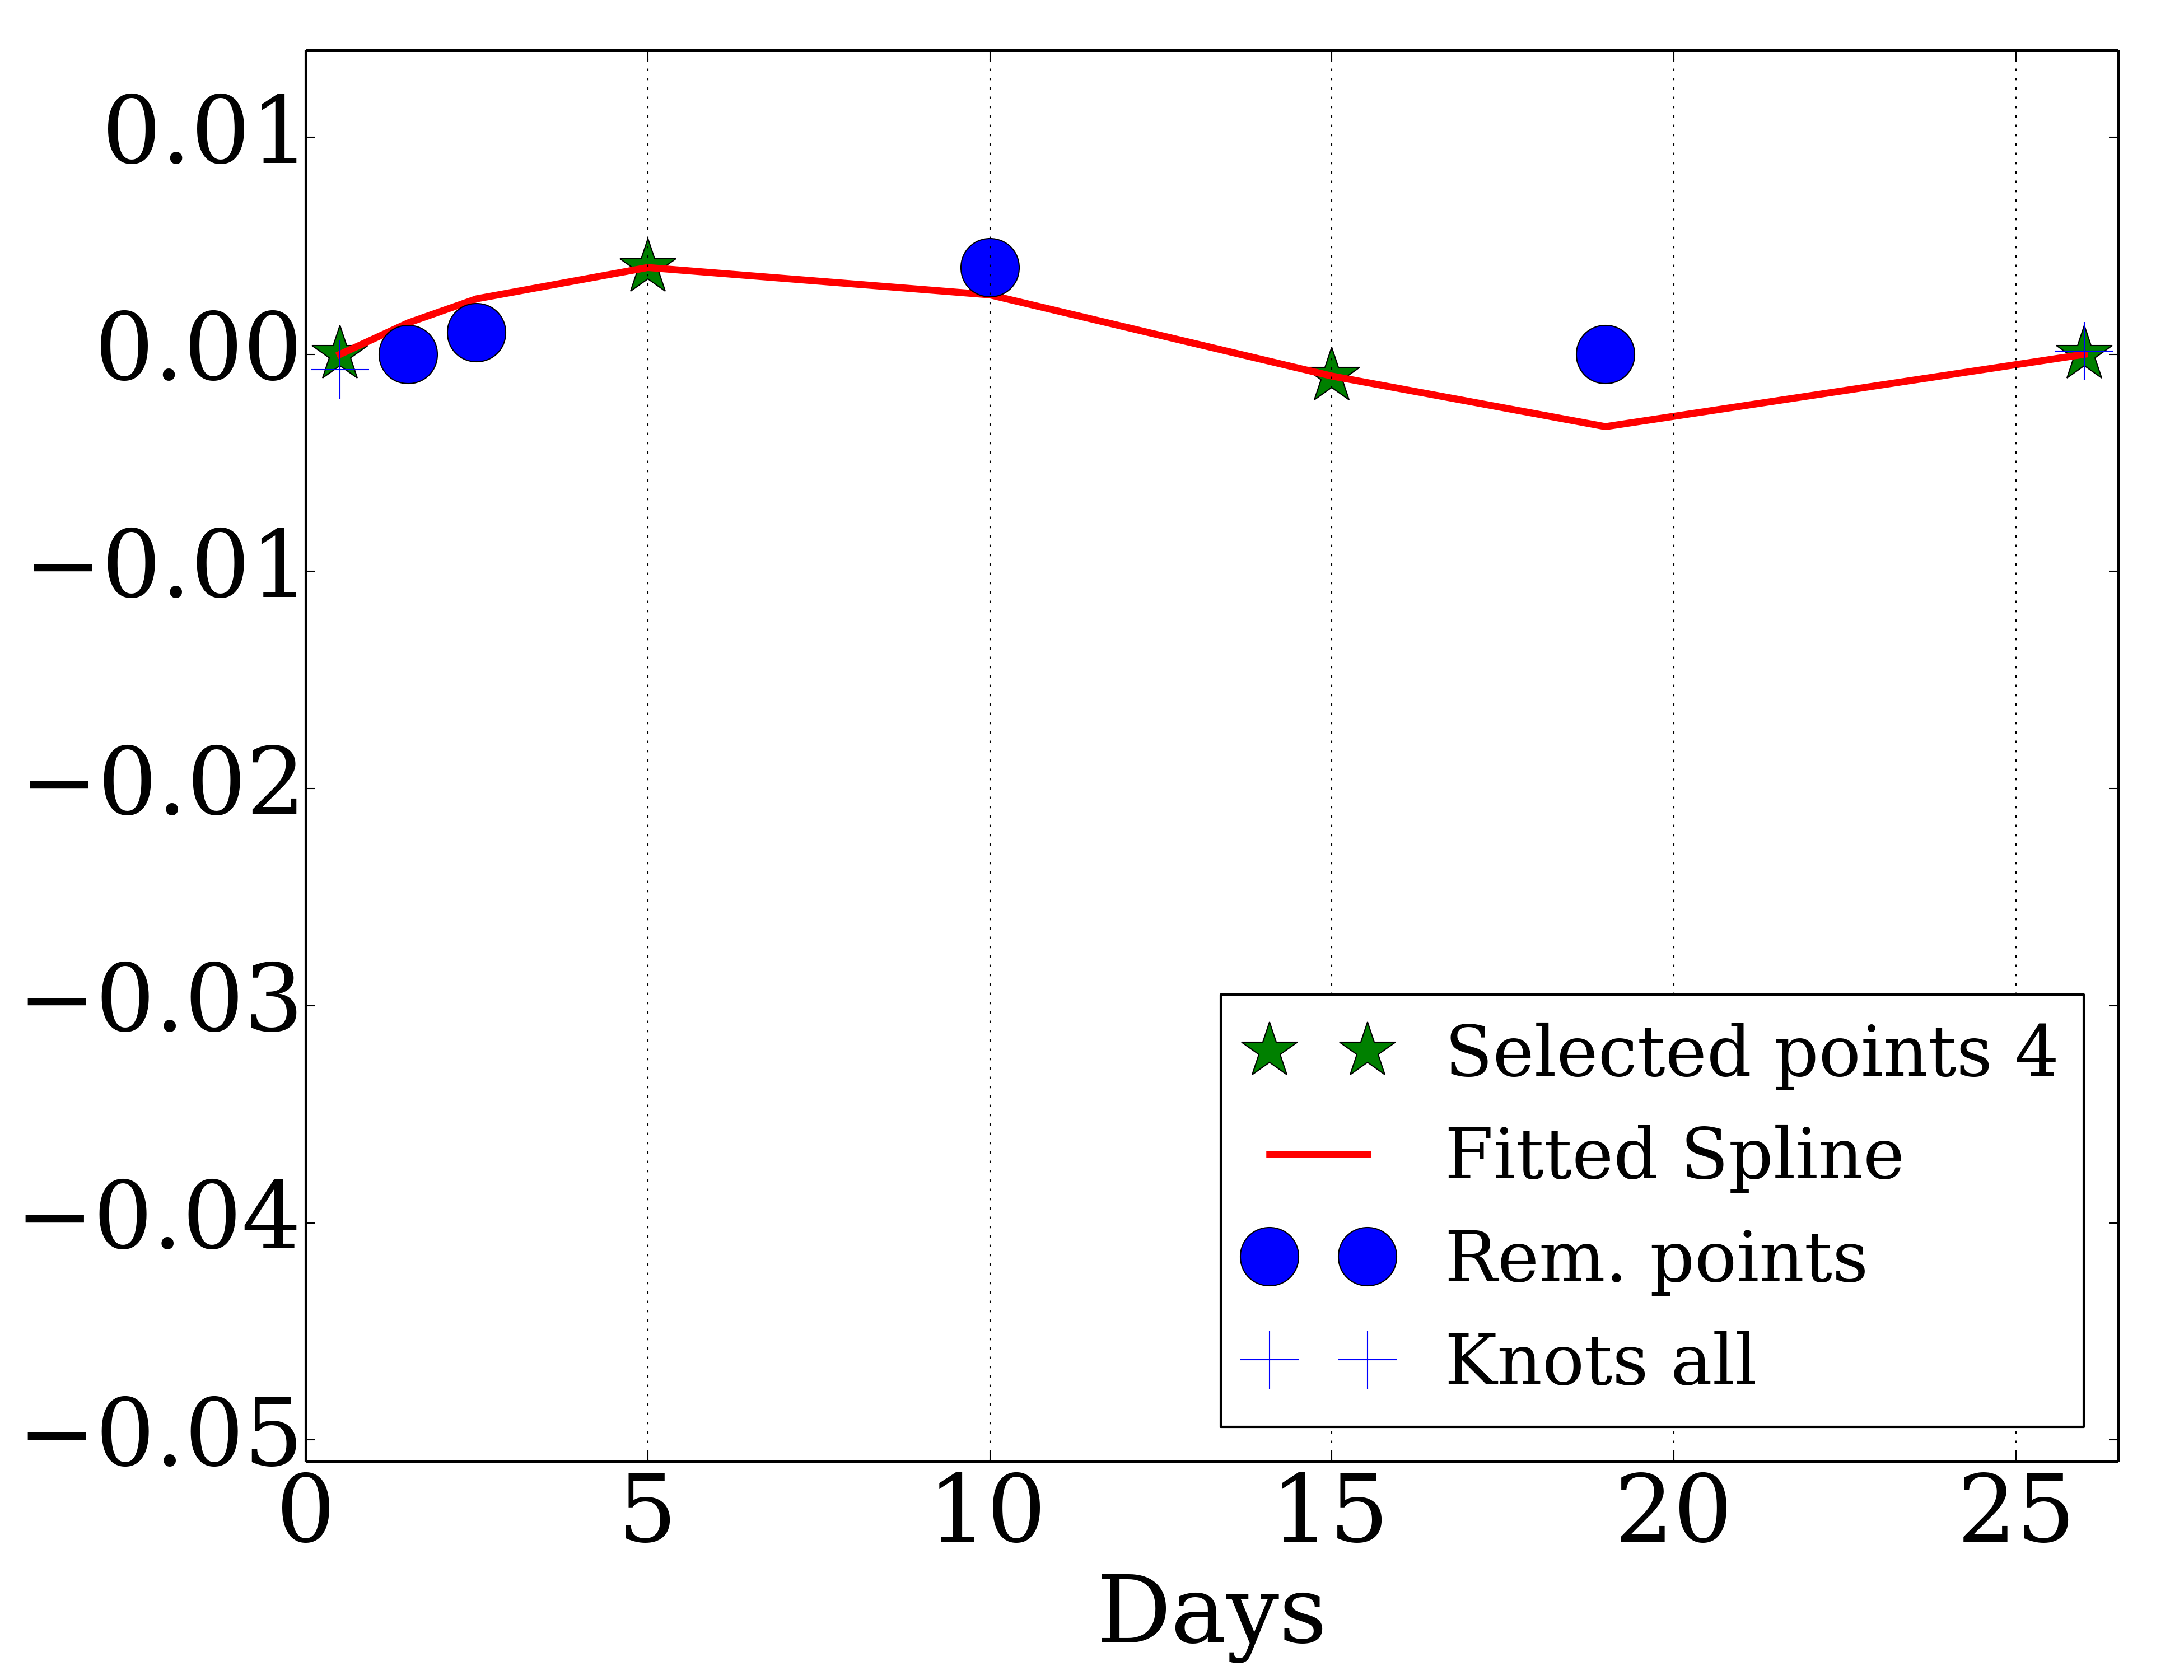 0.01
0.00
−0.01
−0.02
−0.03
−0.04
−0.05
Selected points 4
Fitted Spline
Rem. points
Knots all
0 5 10 15 20 25
Days